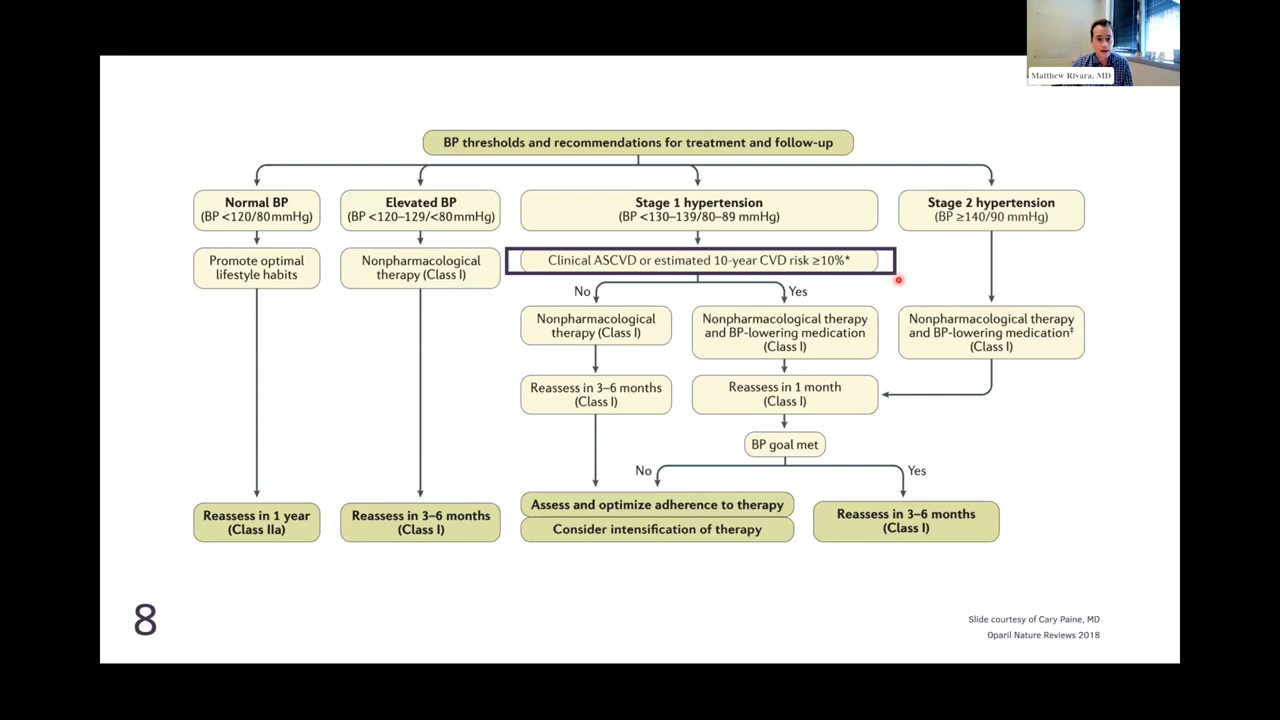 Matthew Rivara, MD
BP thresholds and recommendations for treatment and follow-up
Normal BP
(BP <120/80mmHg)
Elevated BP
(BP <120–129/<80mmHg)
Stage 1 hypertension
(BP <130–139/80–89 mmHg)
Stage 2 hypertension
(BP ≥140/90 mmHg)
Promote optimal
lifestyle habits
Nonpharmacological
therapy (Class I)
Clinical ASCVD or estimated 10-year CVD risk ≥10%*
No
Yes
Nonpharmacological
therapy (Class I)
Nonpharmacological therapy
and BP-lowering medication
(Class I)
Nonpharmacological therapy
and BP-lowering medication‡
(Class I)
Reassess in 3–6 months
(Class I)
Reassess in 1 month
(Class I)
BP goal met
No
Yes
Reassess in 1 year
(Class IIa)
Reassess in 3–6 months
(Class I)
Assess and optimize adherence to therapy
Consider intensification of therapy
Reassess in 3–6 months
(Class I)
8
Slide courtesy of Cary Paine, MD
Oparil Nature Reviews 2018